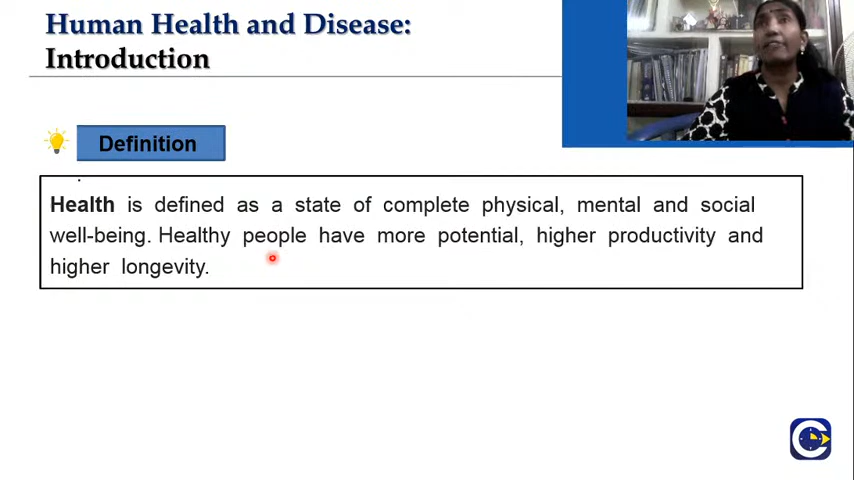 Human Health and Disease:
Introduction
Definition
Health is defined as a state of complete physical, mental and social
well-being. Healthy people have more potential, higher productivity and
higher longevity.